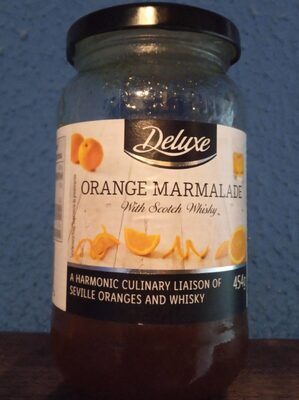 Deluxe
ORANGE MARMALADE
With Scotch Whisky
A HARMONIC CULINARY LIAISON OF
SEVILLE ORANGES AND WHISKY
454g